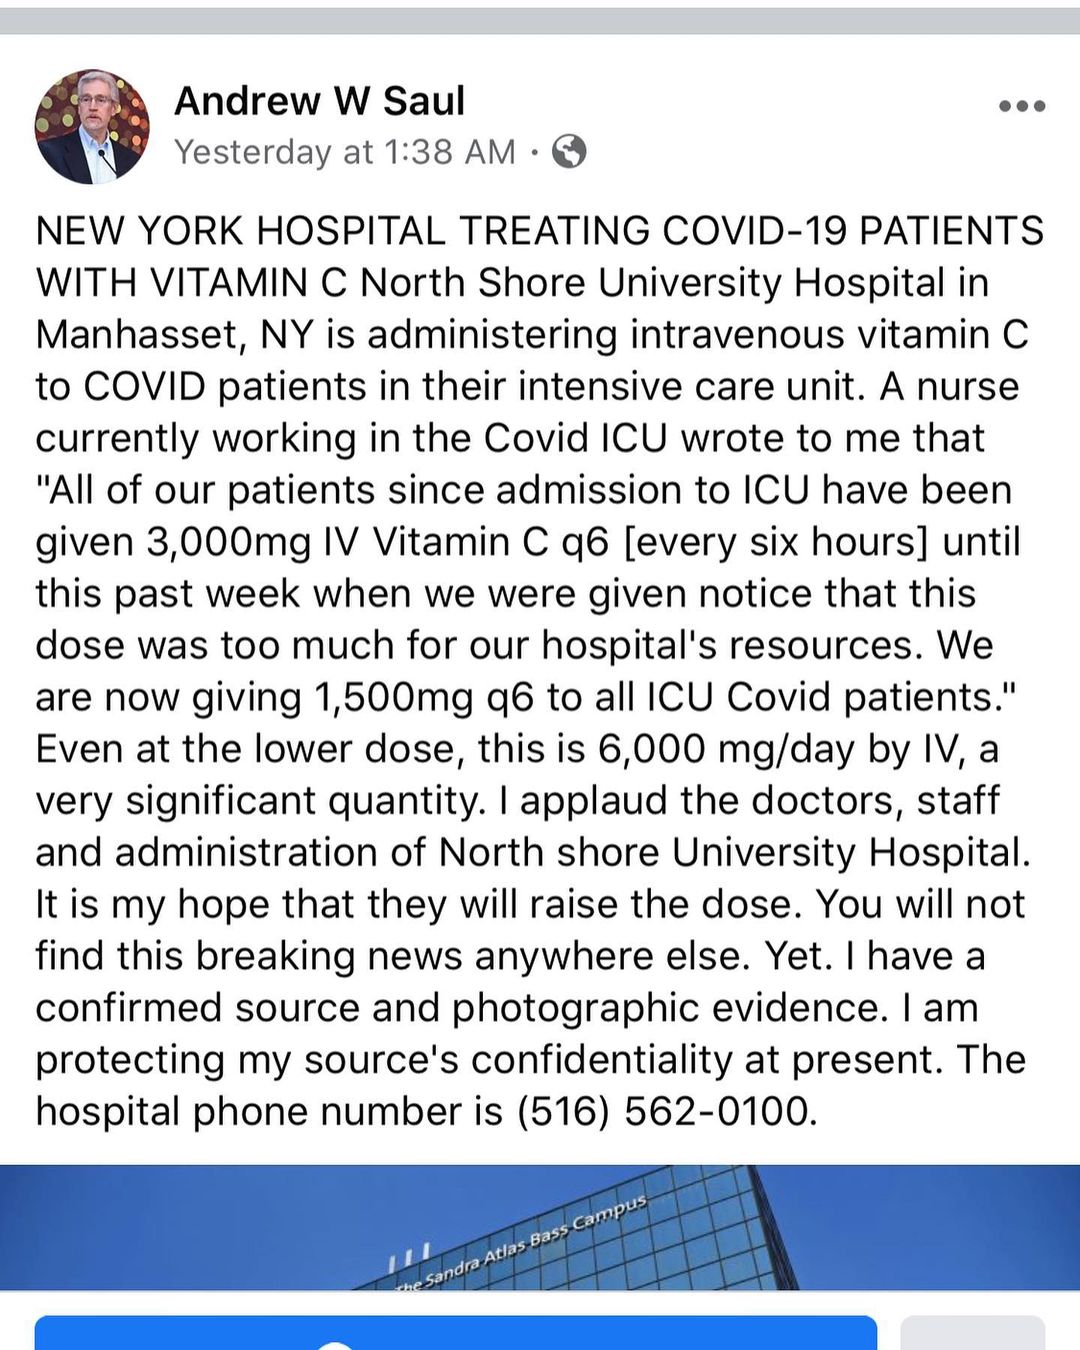 Andrew W Saul
Yesterday at 1:38 AM ·
NEW YORK HOSPITAL TREATING COVID-19 PATIENTS
WITH VITAMIN C North Shore University Hospital in
Manhasset, NY is administering intravenous vitamin C
to COVID patients in their intensive care unit. A nurse
currently working in the Covid ICU wrote to me that
"All of our patients since admission to ICU have been
given 3,000mg IV Vitamin C q6 [every six hours] until
this past week when we were given notice that this
dose was too much for our hospital's resources. We
are now giving 1,500mg q6 to all ICU Covid patients."
Even at the lower dose, this is 6,000 mg/day by IV, a
very significant quantity. I applaud the doctors, staff
and administration of North shore University Hospital.
It is my hope that they will raise the dose. You will not
find this breaking news anywhere else. Yet. I have a
confirmed source and photographic evidence. I am
protecting my source's confidentiality at present. The
hospital phone number is (516) 562-0100.
The Sandra Atlas Bass Campus